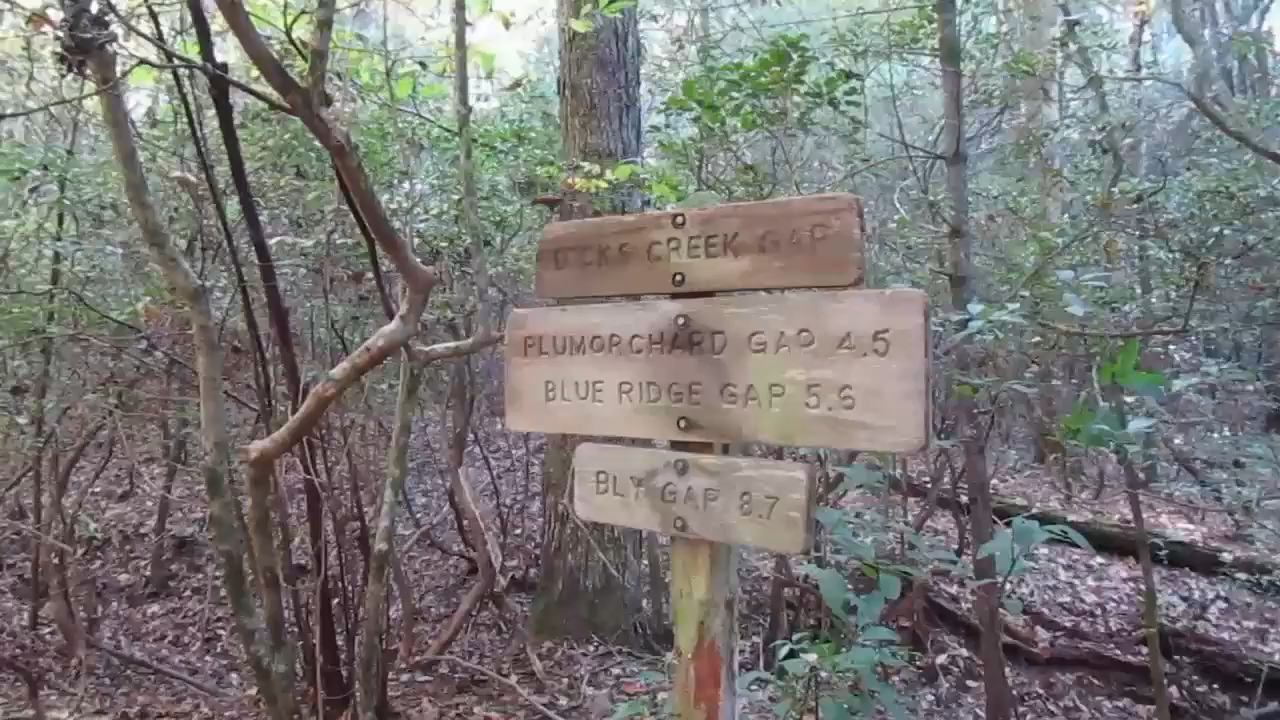 DICKS CREEK GAP
PLUMORCHARD GAP 4.5
BLUE RIDGE GAP 5.6
BLY GAP 8.7